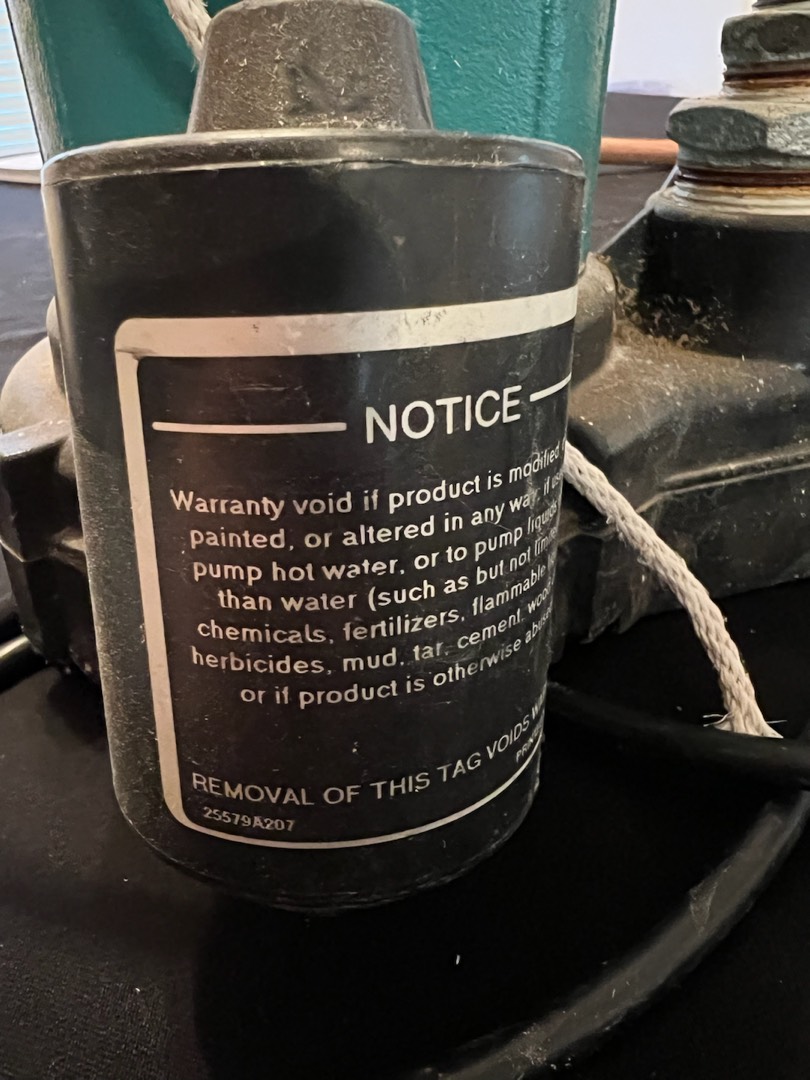 NOTICE
Warranty void if product is modified
painted, or altered in any way, if
pump hot water, or to pump liquids
than water (such as but not
chemicals, fertilizers, flammable
herbicides, mud, tar, cement, wood
or if product is otherwise
REMOVAL OF THIS TAG VOIDS
25579A207